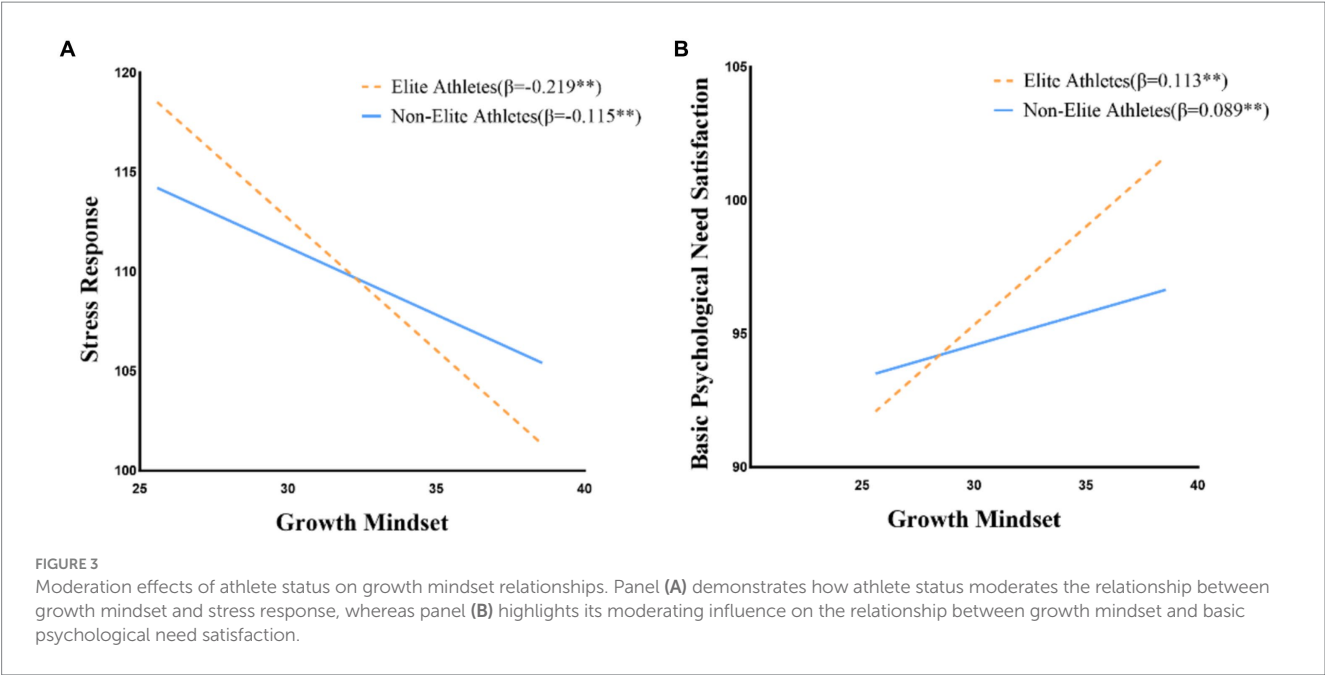 A
120
115
110
105
100
25
30
35
40
Stress Response
Growth Mindset
Elite Athletes(β=-0.219**)
Non-Elite Athletes(β=-0.115**)
B
105
100
95
90
25
30
35
40
Basic Psychological Need Satisfaction
Growth Mindset
Elite Athletes(β=0.113**)
Non-Elite Athletes(β=0.089**)
FIGURE 3
Moderation effects of athlete status on growth mindset relationships. Panel (A) demonstrates how athlete status moderates the relationship between
growth mindset and stress response, whereas panel (B) highlights its moderating influence on the relationship between growth mindset and basic
psychological need satisfaction.